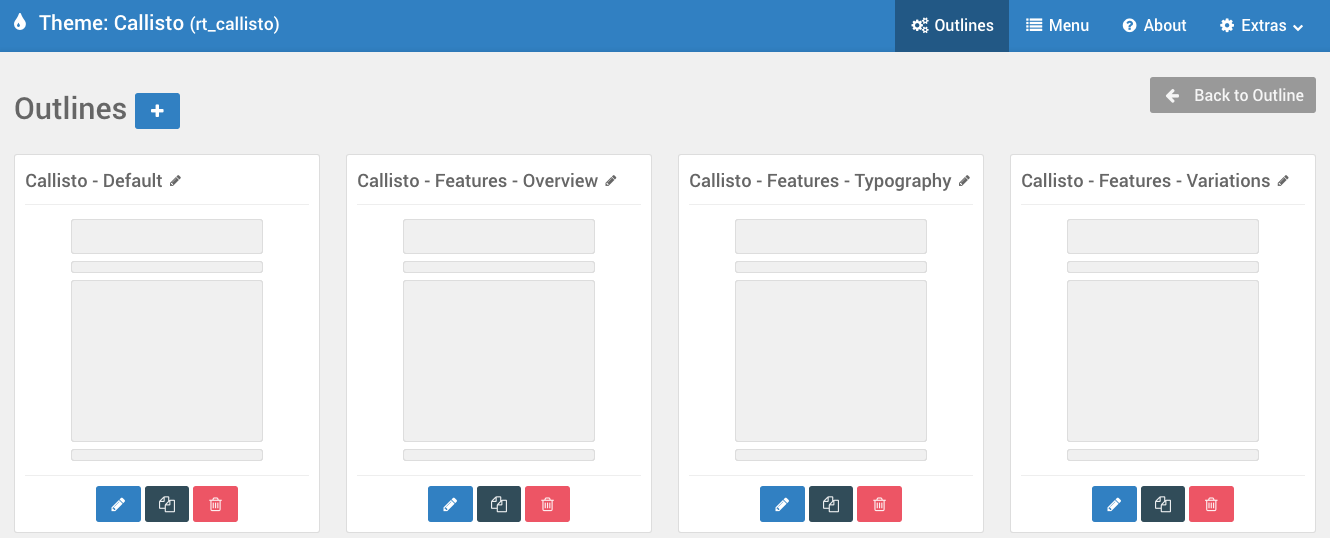 Theme: Callisto (rt_callisto)
Outlines
Menu
About
Extras
Outlines
Back to Outline
Callisto - Default
Callisto - Features - Overview
Callisto - Features - Typography
Callisto - Features - Variations